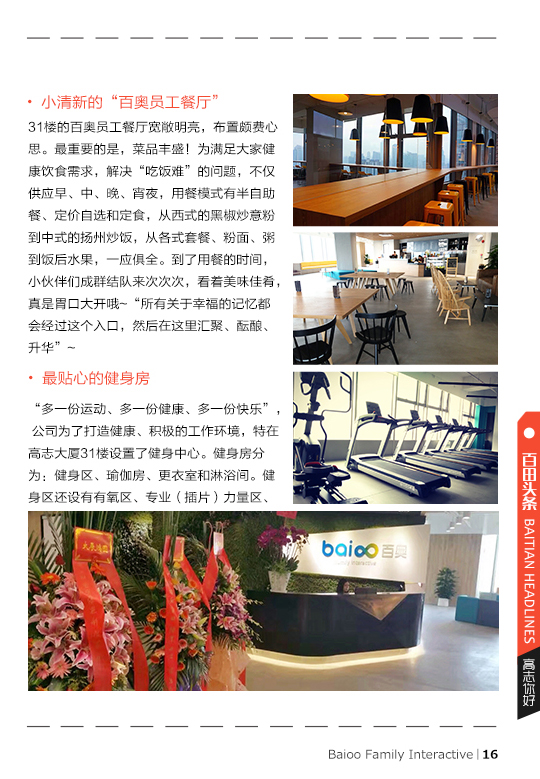 • 小清新的“百奥员工餐厅”
31楼的百奥员工餐厅宽敞明亮，布置颇费心
思。最重要的是，菜品丰盛！为满足大家健
康饮食需求，解决“吃饭难”的问题，不仅
供应早、中、晚、宵夜，用餐模式有半自助
餐、定价自选和定食，从西式的黑椒炒意粉
到中式的扬州炒饭，从各式套餐、粉面、粥
到饭后水果，一应俱全。到了用餐的时间，
小伙伴们成群结队来次次次，看着美味佳肴，
真是胃口大开哦~“所有关于幸福的记忆都
会经过这个入口，然后在这里汇聚、酝酿、
升华”~
• 最贴心的健身房
“多一份运动、多一份健康、多一份快乐”，
公司为了打造健康、积极的工作环境，特在
高志大厦31楼设置了健身中心。健身房分
为：健身区、瑜伽房、更衣室和淋浴间。健
身区还设有有氧区、专业（插片）力量区、
baioo 百奥
Family Interactive
百田头条
BAITIAN HEADLINES
高志你好
Baioo Family Interactive | 16